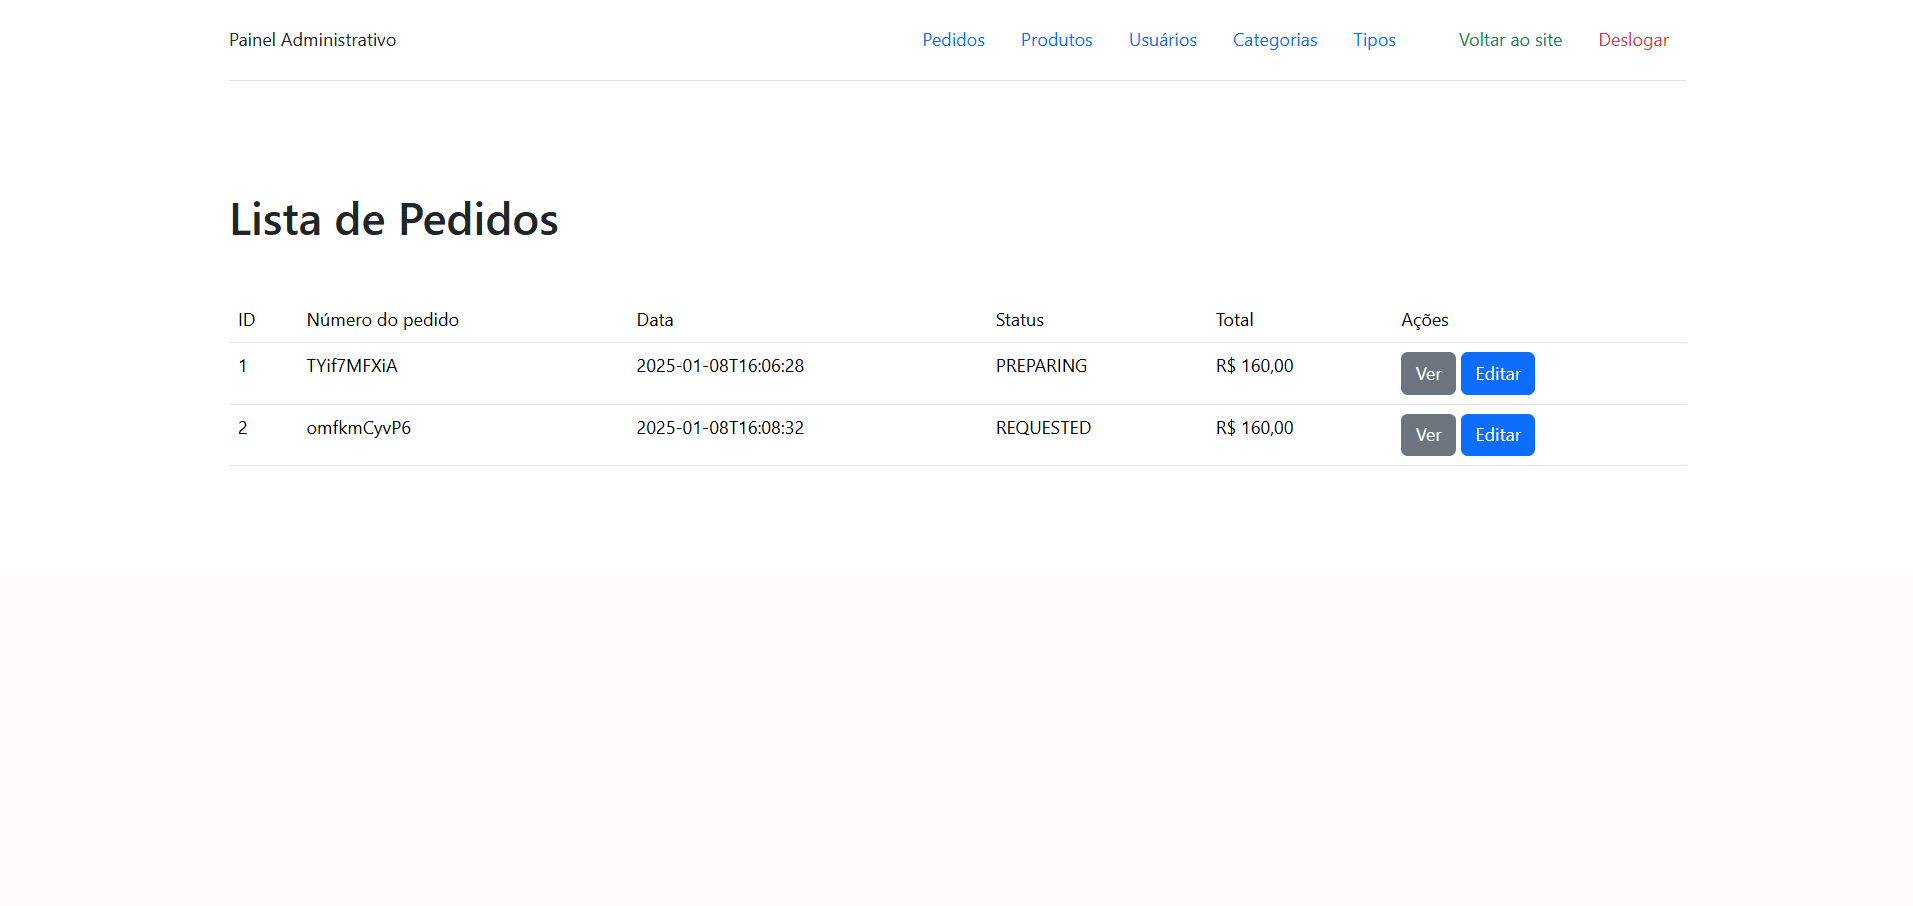 Painel Administrativo Pedidos Produtos Usuários Categorias Tipos Voltar ao site Deslogar
Lista de Pedidos
ID Número do pedido Data Status Total Ações
1 TYif7MFXiA 2025-01-08T16:06:28 PREPARING R$ 160,00 Ver Editar
2 omfkmCyvP6 2025-01-08T16:08:32 REQUESTED R$ 160,00 Ver Editar